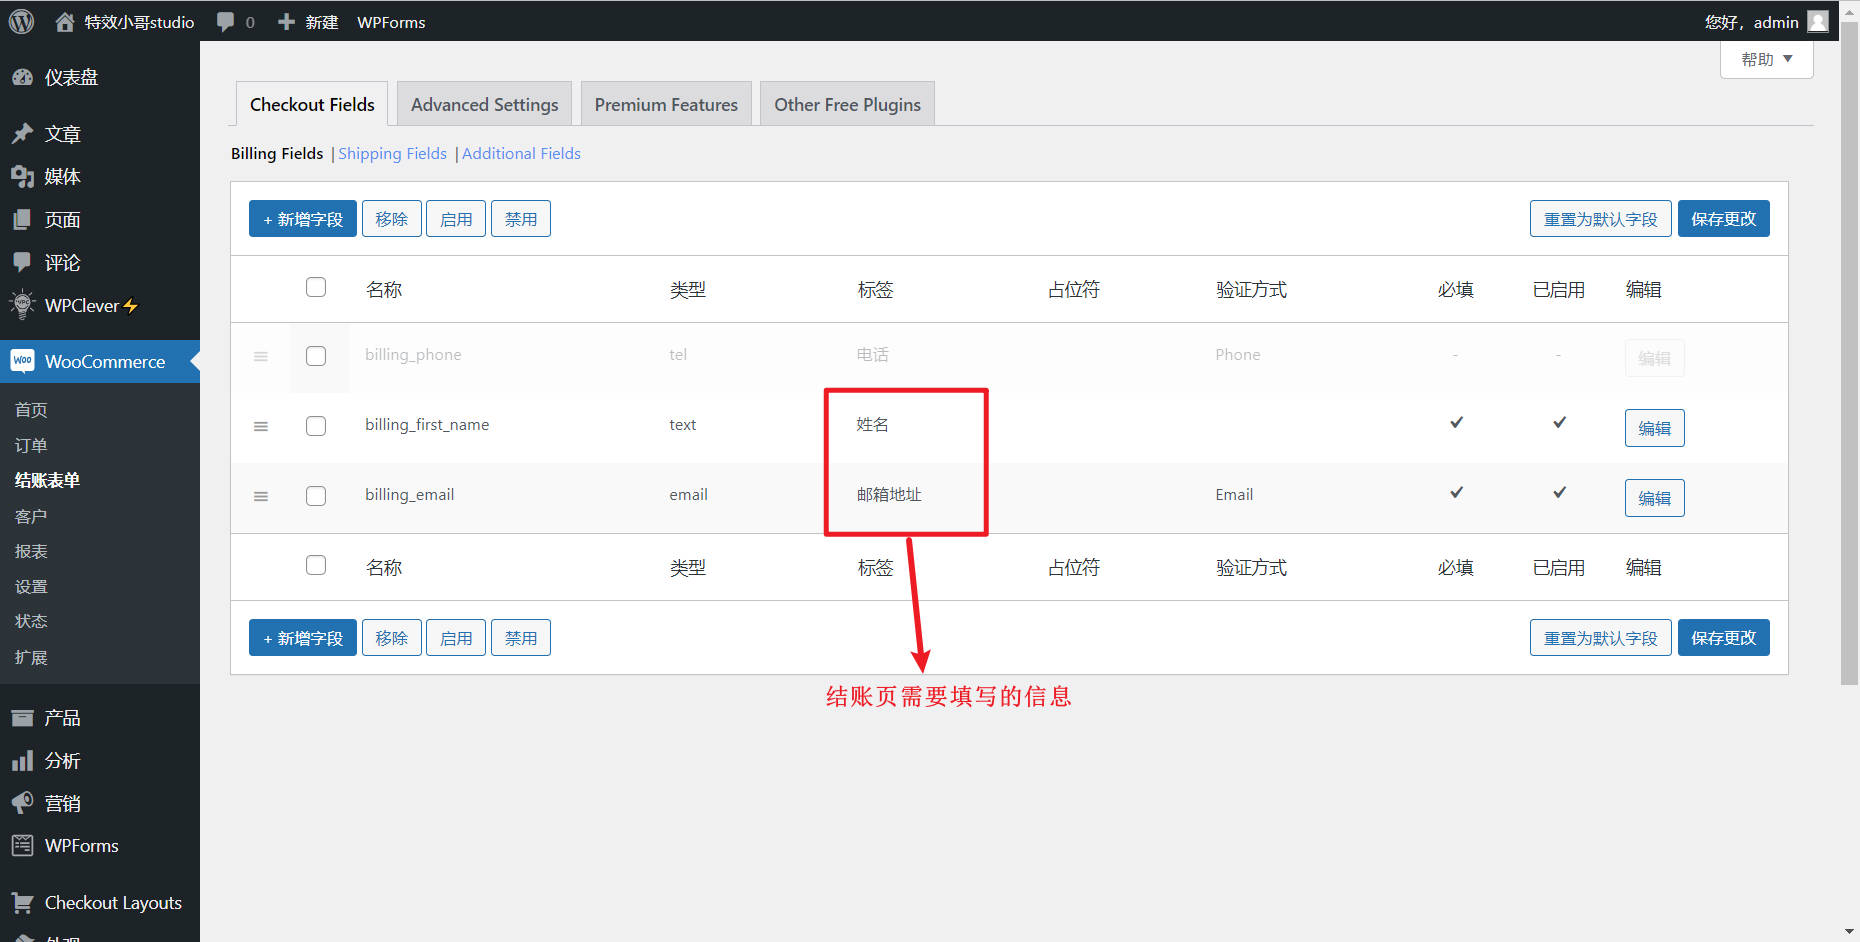 特效小哥studio 0 新建 WPForms 您好，admin
帮助
仪表盘
文章
媒体
页面
评论
WPClever⚡
WooCommerce
首页
订单
结账表单
客户
报表
设置
状态
扩展
产品
分析
营销
WPForms
Checkout Layouts
外观
Checkout Fields Advanced Settings Premium Features Other Free Plugins
Billing Fields | Shipping Fields | Additional Fields
+ 新增字段 移除 启用 禁用 重置为默认字段 保存更改
名称 类型 标签 占位符 验证方式 必填 已启用 编辑
billing_phone tel 电话 Phone - - 编辑
billing_first_name text 姓名 ✔ ✔ 编辑
billing_email email 邮箱地址 Email ✔ ✔ 编辑
名称 类型 标签 占位符 验证方式 必填 已启用 编辑
+ 新增字段 移除 启用 禁用 重置为默认字段 保存更改
结账页需要填写的信息